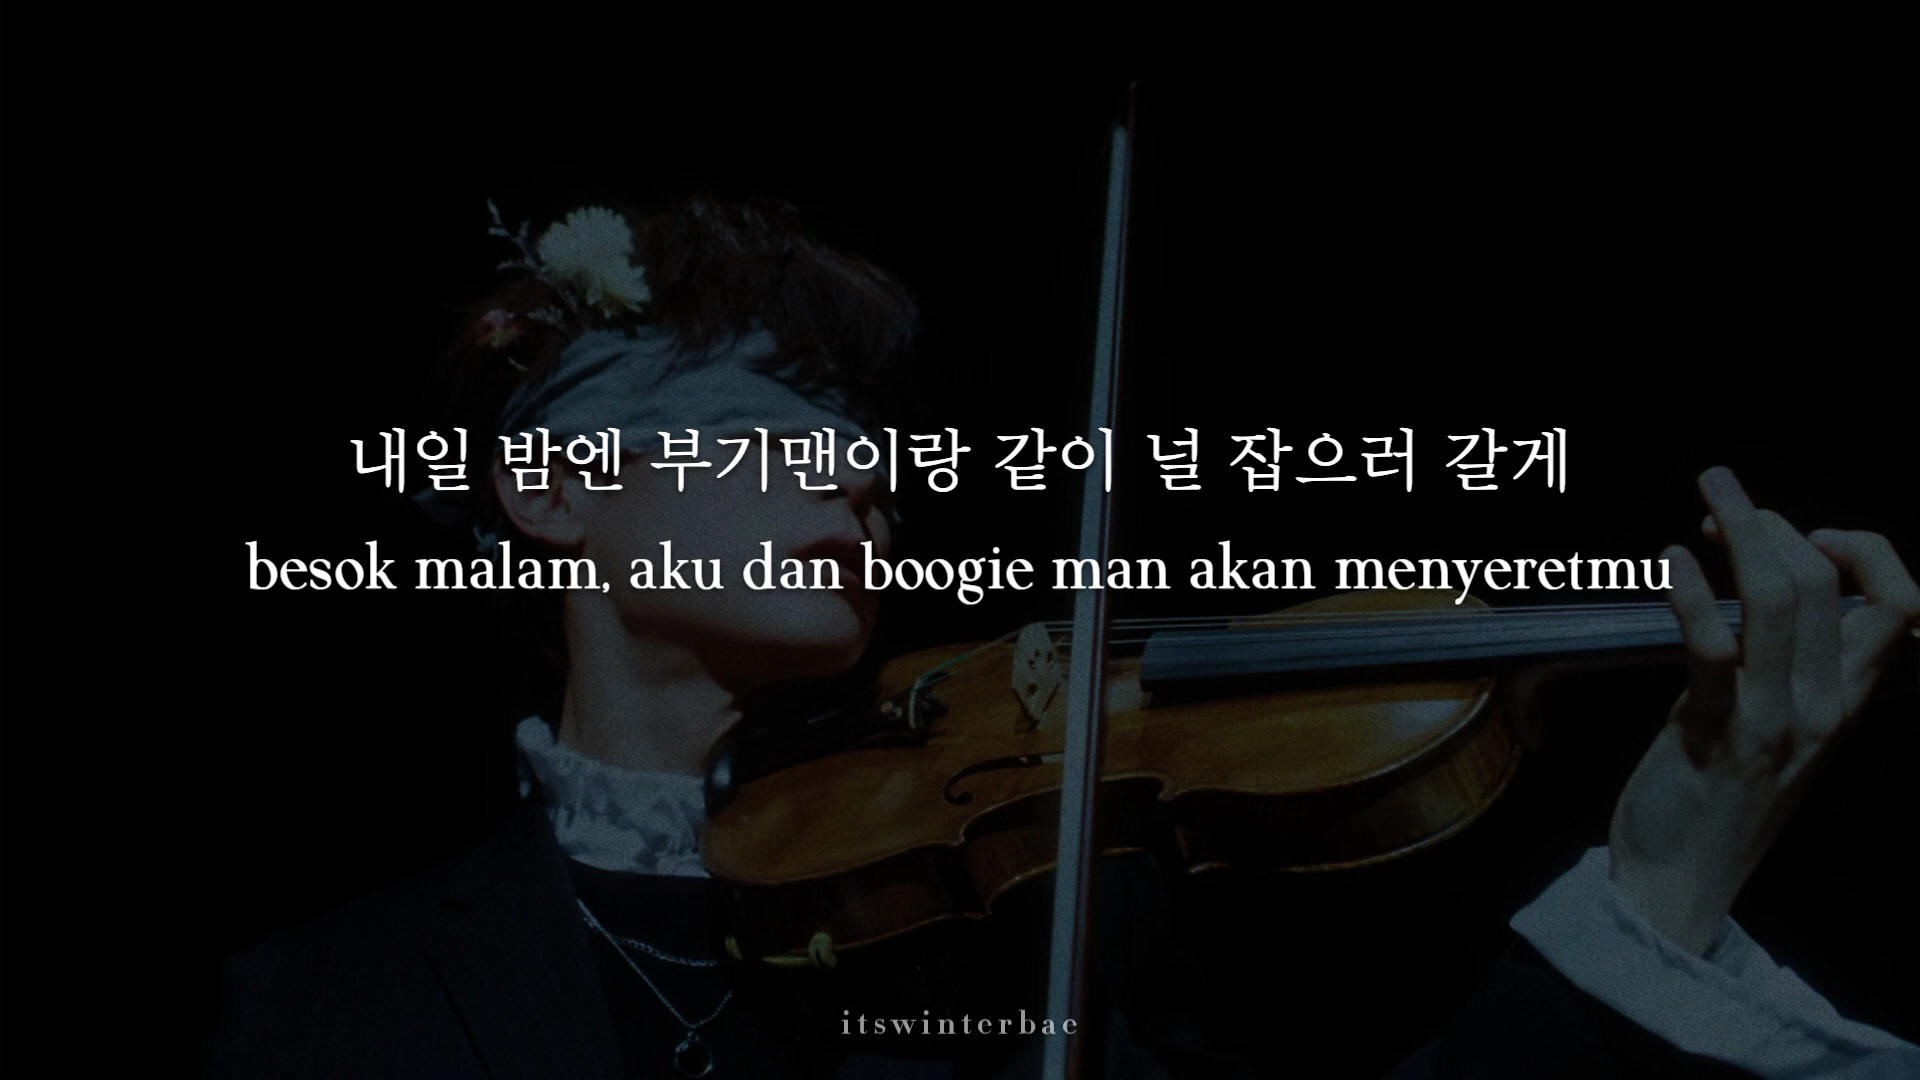 내일 밤엔 부기맨이랑 같이 널 잡으러 갈게
besok malam, aku dan boogie man akan menyeretmu
itswinterbae